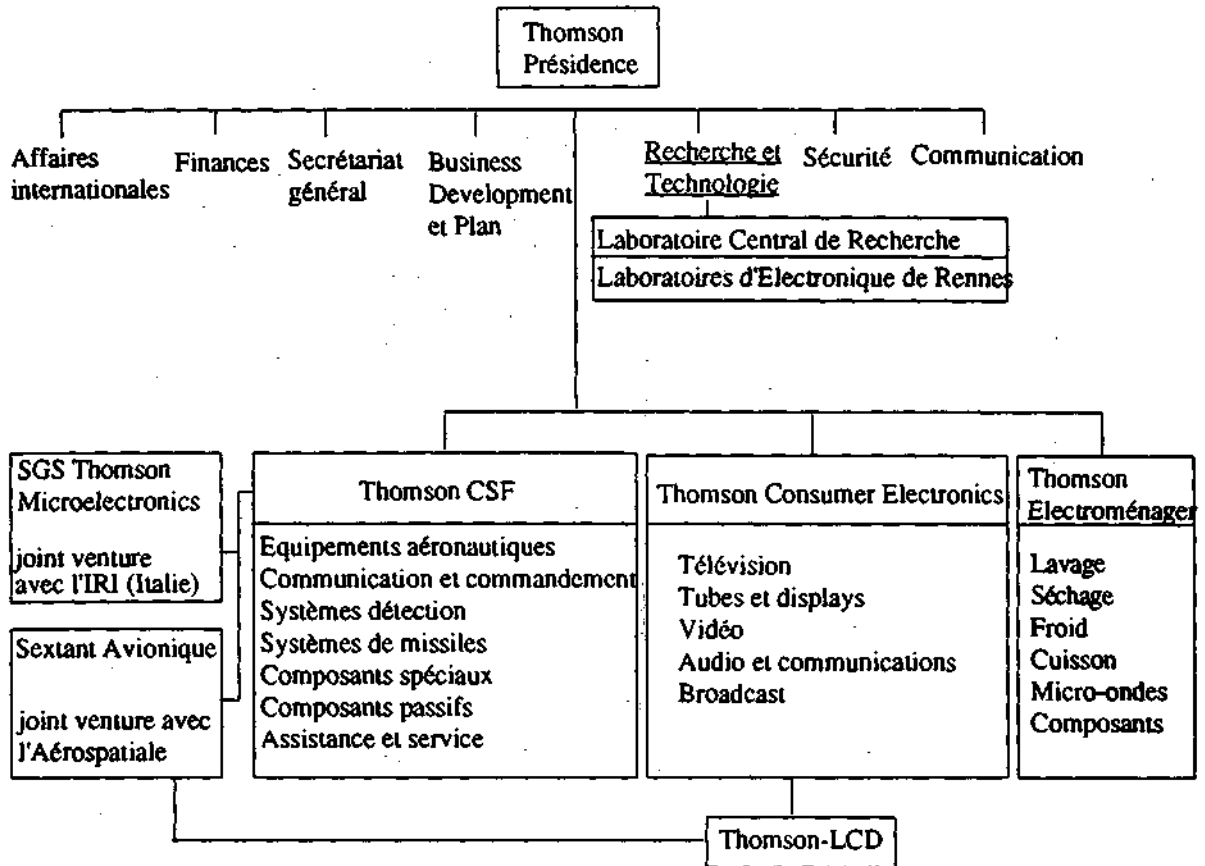 Thomson
Présidence
Affaires
internationales
Finances
Secrétariat
général
Business
Development
et Plan
Recherche et
Technologie
Sécurité
Communication
Laboratoire Central de Recherche
Laboratoires d'Electronique de Rennes
SGS Thomson
Microelectronics
joint venture
avec l'IRI (Italie)
Sextant Avionique
joint venture avec
l'Aérospatiale
Thomson CSF
Equipements aéronautiques
Communication et commandement
Systèmes détection
Systèmes de missiles
Composants spéciaux
Composants passifs
Assistance et service
Thomson Consumer Electronics
Télévision
Tubes et displays
Vidéo
Audio et communications
Broadcast
Thomson
Electroménager
Lavage
Séchage
Froid
Cuisson
Micro-ondes
Composants
Thomson-LCD